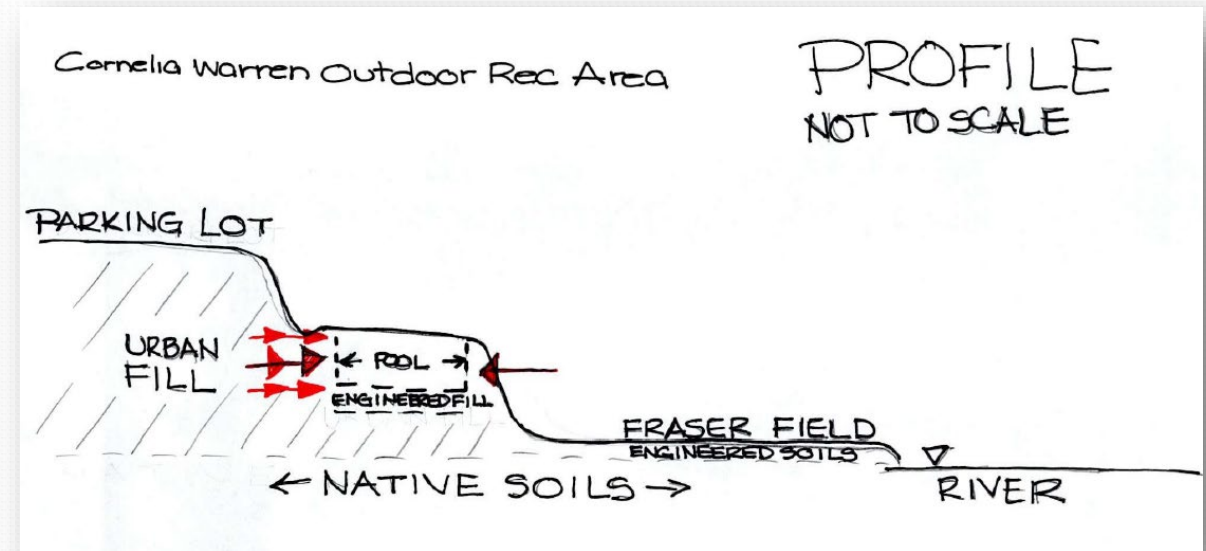 Cornelia Warren Outdoor Rec Area
PROFILE
NOT TO SCALE
PARKING LOT
URBAN
FILL
← POOL →
ENGINEERED FILL
FRASER FIELD
ENGINEERED SOILS
← NATIVE SOILS →
RIVER